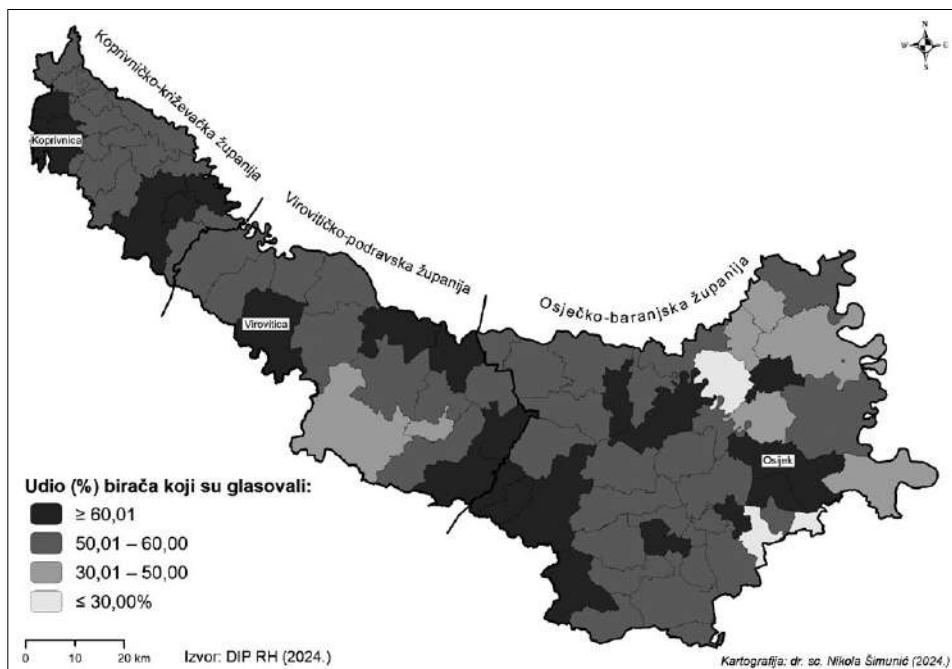 N
W
E
S
Koprivničko-križevačka županija
Koprivnica
Virovitičko-podravska županija
Osječko-baranjska županija
Virovitica
Osijek
Udio (%) birača koji su glasovali:
≥ 60,01
50,01 – 60,00
30,01 – 50,00
≤ 30,00%
0 10 20 km
Izvor: DIP RH (2024.)
Kartografija: dr. sc. Nikola Šimunić (2024.)